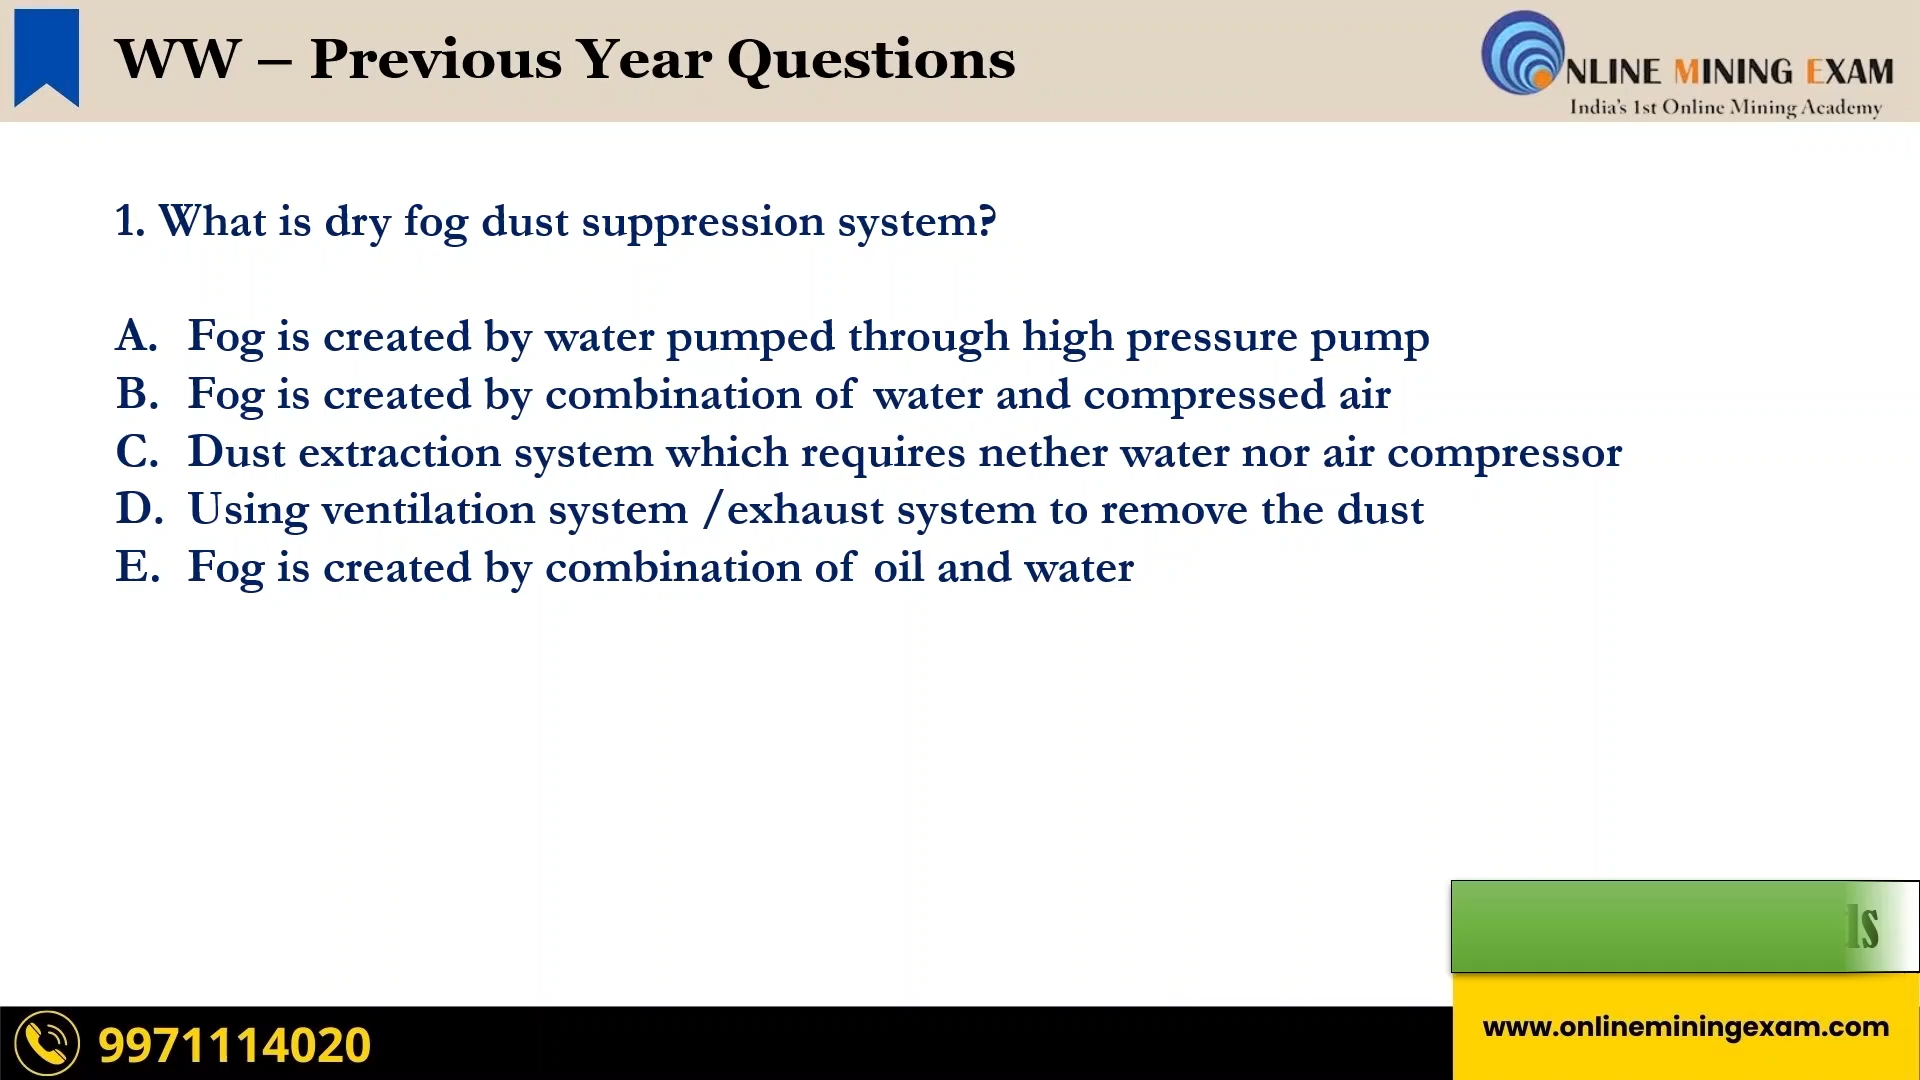 WW – Previous Year Questions
NLINE MINING EXAM
India's 1st Online Mining Academy
1. What is dry fog dust suppression system?
A. Fog is created by water pumped through high pressure pump
B. Fog is created by combination of water and compressed air
C. Dust extraction system which requires nether water nor air compressor
D. Using ventilation system /exhaust system to remove the dust
E. Fog is created by combination of oil and water
9971114020
www.onlineminingexam.com